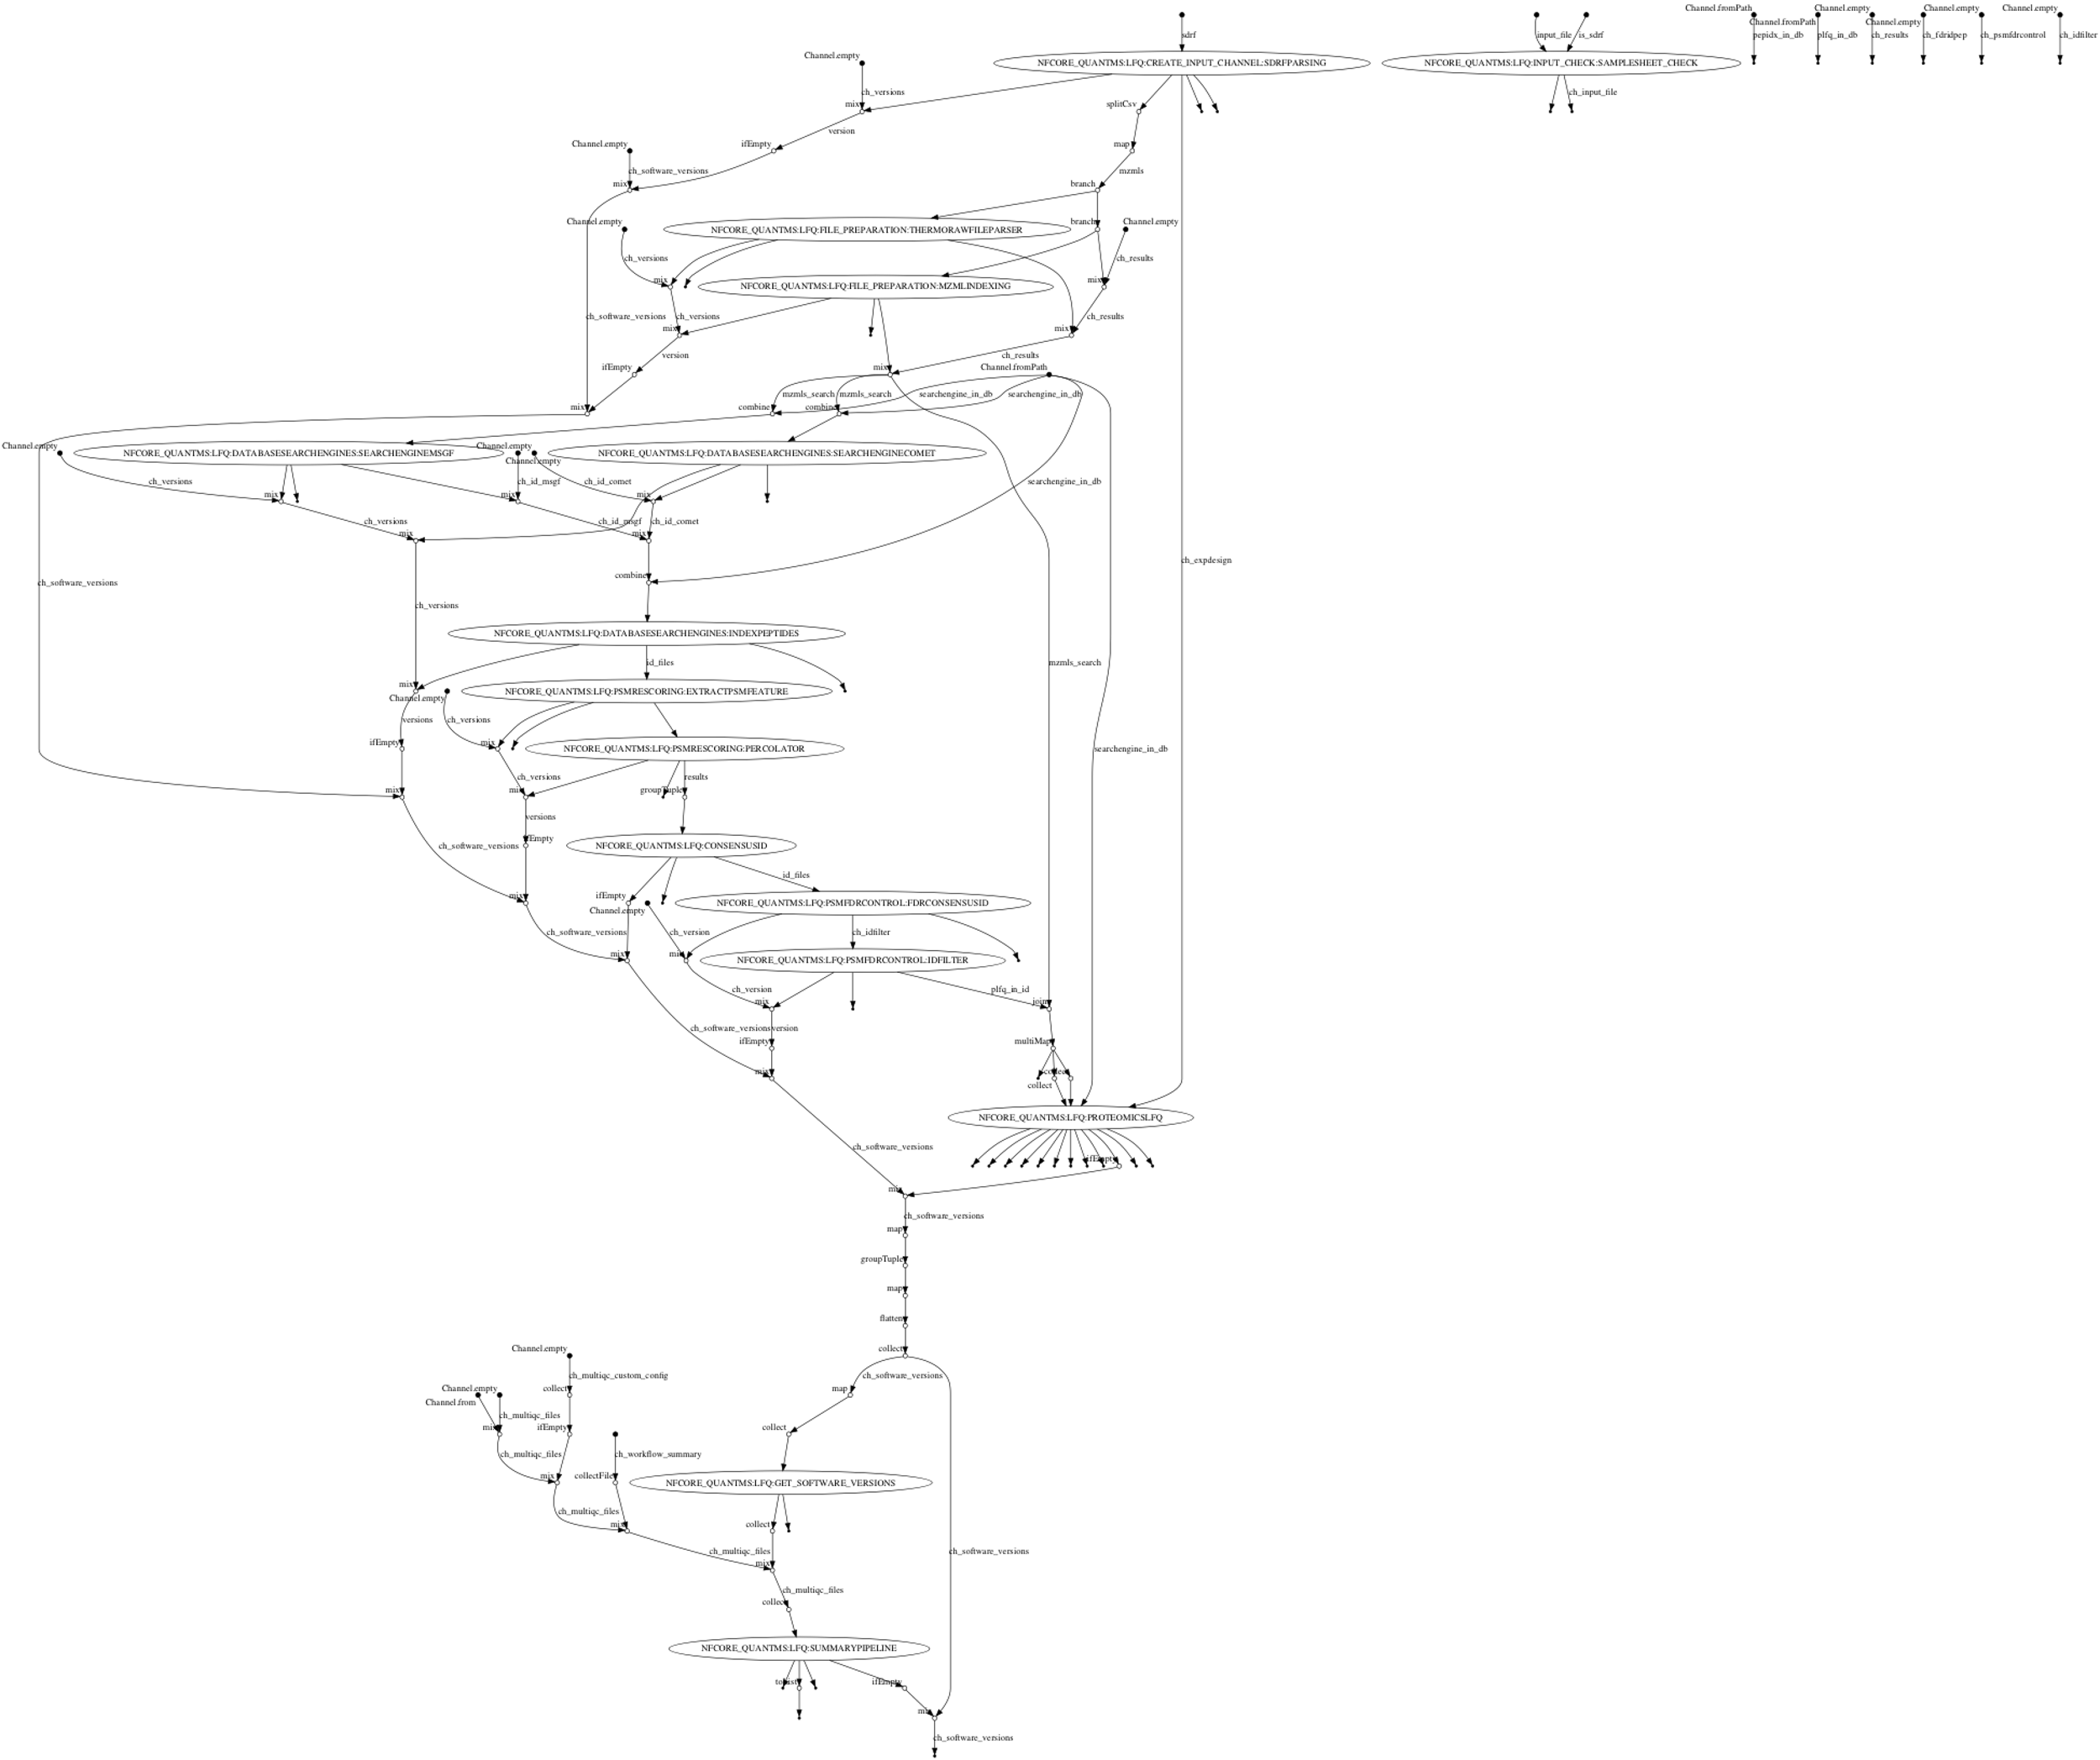 Channel.fromPath
Channel.empty
Channel.empty
Channel.empty
Channel.fromPath
Channel.empty
sdrf
input_file
is_sdrf
pepidx_in_db
plfq_in_db
ch_results
ch_fdridpep
ch_psmfdrcontrol
ch_idfilter
Channel.empty
NFCORE_QUANTMS:LFQ:CREATE_INPUT_CHANNEL:SDRFPARSING
NFCORE_QUANTMS:LFQ:INPUT_CHECK:SAMPLESHEET_CHECK
ch_versions
ch_input_file
mix
splitCsv
version
Channel.empty
ifEmpty
map
ch_software_versions
mzmls
mix
branch
Channel.empty
NFCORE_QUANTMS:LFQ:FILE_PREPARATION:THERMORAWFILEPARSER
branch
Channel.empty
ch_versions
ch_results
mix
NFCORE_QUANTMS:LFQ:FILE_PREPARATION:MZMLINDEXING
mix
ch_software_versions
ch_versions
ch_results
mix
mix
version
ch_results
ifEmpty
mix
Channel.fromPath
mzmls_search
mzmls_search
searchengine_in_db
searchengine_in_db
mix
combine
combine
Channel.empty
NFCORE_QUANTMS:LFQ:DATABASESEARCHENGINES:SEARCHENGINEMSGF
Channel.empty
Channel.empty
NFCORE_QUANTMS:LFQ:DATABASESEARCHENGINES:SEARCHENGINECOMET
ch_versions
ch_id_msgf
ch_id_comet
searchengine_in_db
mix
mix
mix
ch_versions
ch_id_msgf
ch_id_comet
mix
mix
ch_expdesign
combine
ch_software_versions
ch_versions
NFCORE_QUANTMS:LFQ:DATABASESEARCHENGINES:INDEXPEPTIDES
id_files
mzmls_search
mix
Channel.empty
NFCORE_QUANTMS:LFQ:PSMRESCORING:EXTRACTPSMFEATURE
versions
ch_versions
ifEmpty
mix
NFCORE_QUANTMS:LFQ:PSMRESCORING:PERCOLATOR
searchengine_in_db
ch_versions
results
mix
mix
groupTuple
versions
ch_software_versions
ifEmpty
NFCORE_QUANTMS:LFQ:CONSENSUSID
id_files
mix
ifEmpty
Channel.empty
NFCORE_QUANTMS:LFQ:PSMFDRCONTROL:FDRCONSENSUSID
ch_software_versions
ch_version
ch_idfilter
mix
mix
NFCORE_QUANTMS:LFQ:PSMFDRCONTROL:IDFILTER
ch_version
plfq_in_id
mix
join
ch_software_versions
version
ifEmpty
multiMap
mix
collect
collect
NFCORE_QUANTMS:LFQ:PROTEOMICSLFQ
ch_software_versions
ifEmpty
mix
ch_software_versions
map
groupTuple
map
flatten
Channel.empty
collect
ch_multiqc_custom_config
ch_software_versions
Channel.empty
Channel.from
collect
map
ch_multiqc_files
mix
ifEmpty
collect
ch_multiqc_files
ch_workflow_summary
mix
collectFile
NFCORE_QUANTMS:LFQ:GET_SOFTWARE_VERSIONS
ch_multiqc_files
mix
collect
ch_multiqc_files
ch_software_versions
mix
ch_multiqc_files
collect
NFCORE_QUANTMS:LFQ:SUMMARYPIPELINE
toList
ifEmpty
mix
ch_software_versions